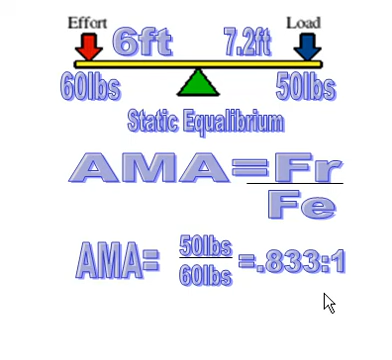 Effort Load
6ft 7.2ft
60lbs 50lbs
Static Equalibrium
AMA=Fr
Fe
AMA= 50lbs =.833:1
60lbs